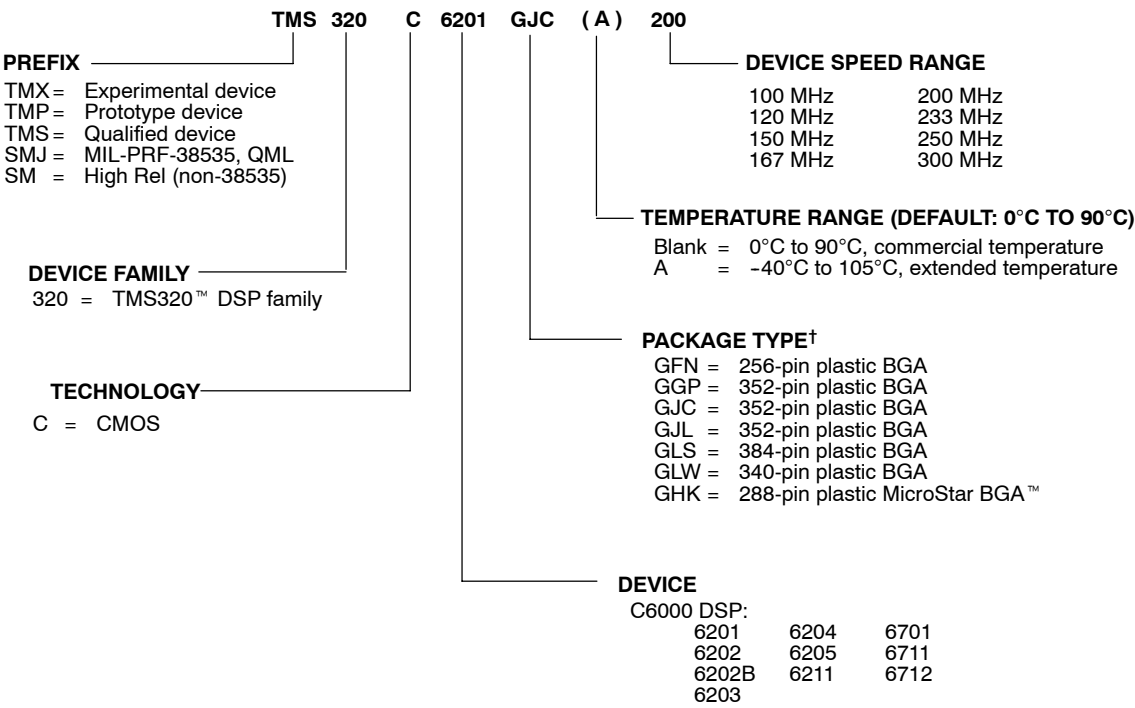 TMS 320 C 6201 GJC ( A ) 200
PREFIX
TMX = Experimental device
TMP = Prototype device
TMS = Qualified device
SMJ = MIL-PRF-38535, QML
SM = High Rel (non-38535)
DEVICE SPEED RANGE
100 MHz 200 MHz
120 MHz 233 MHz
150 MHz 250 MHz
167 MHz 300 MHz
TEMPERATURE RANGE (DEFAULT: 0°C TO 90°C)
Blank = 0°C to 90°C, commercial temperature
A = -40°C to 105°C, extended temperature
DEVICE FAMILY
320 = TMS320™ DSP family
PACKAGE TYPE†
GFN = 256-pin plastic BGA
GGP = 352-pin plastic BGA
GJC = 352-pin plastic BGA
GJL = 352-pin plastic BGA
GLS = 384-pin plastic BGA
GLW = 340-pin plastic BGA
GHK = 288-pin plastic MicroStar BGA™
TECHNOLOGY
C = CMOS
DEVICE
C6000 DSP:
6201 6204 6701
6202 6205 6711
6202B 6211 6712
6203